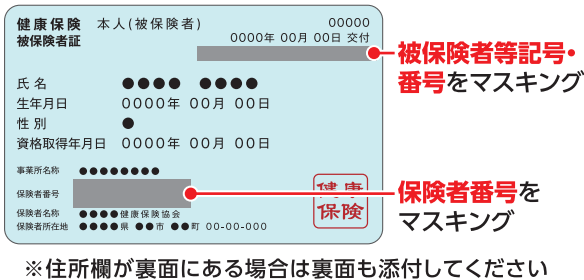 健康保険 本人(被保険者) 00000
被保険者証 0000年 00月 00日 交付
被保険者等記号・
番号をマスキング
氏名 ●●●● ●●●●
生年月日 0000年 00月 00日
性別 ●
資格取得年月日 0000年 00月 00日
事業所名称 ●●●●●●●●
保険者番号
保険者番号を
マスキング
保険者名称 ●●●●健康保険協会
保険者所在地 ●●●●県 ●●市 ●●町 00-00-000
健康
保険
※住所欄が裏面にある場合は裏面も添付してください